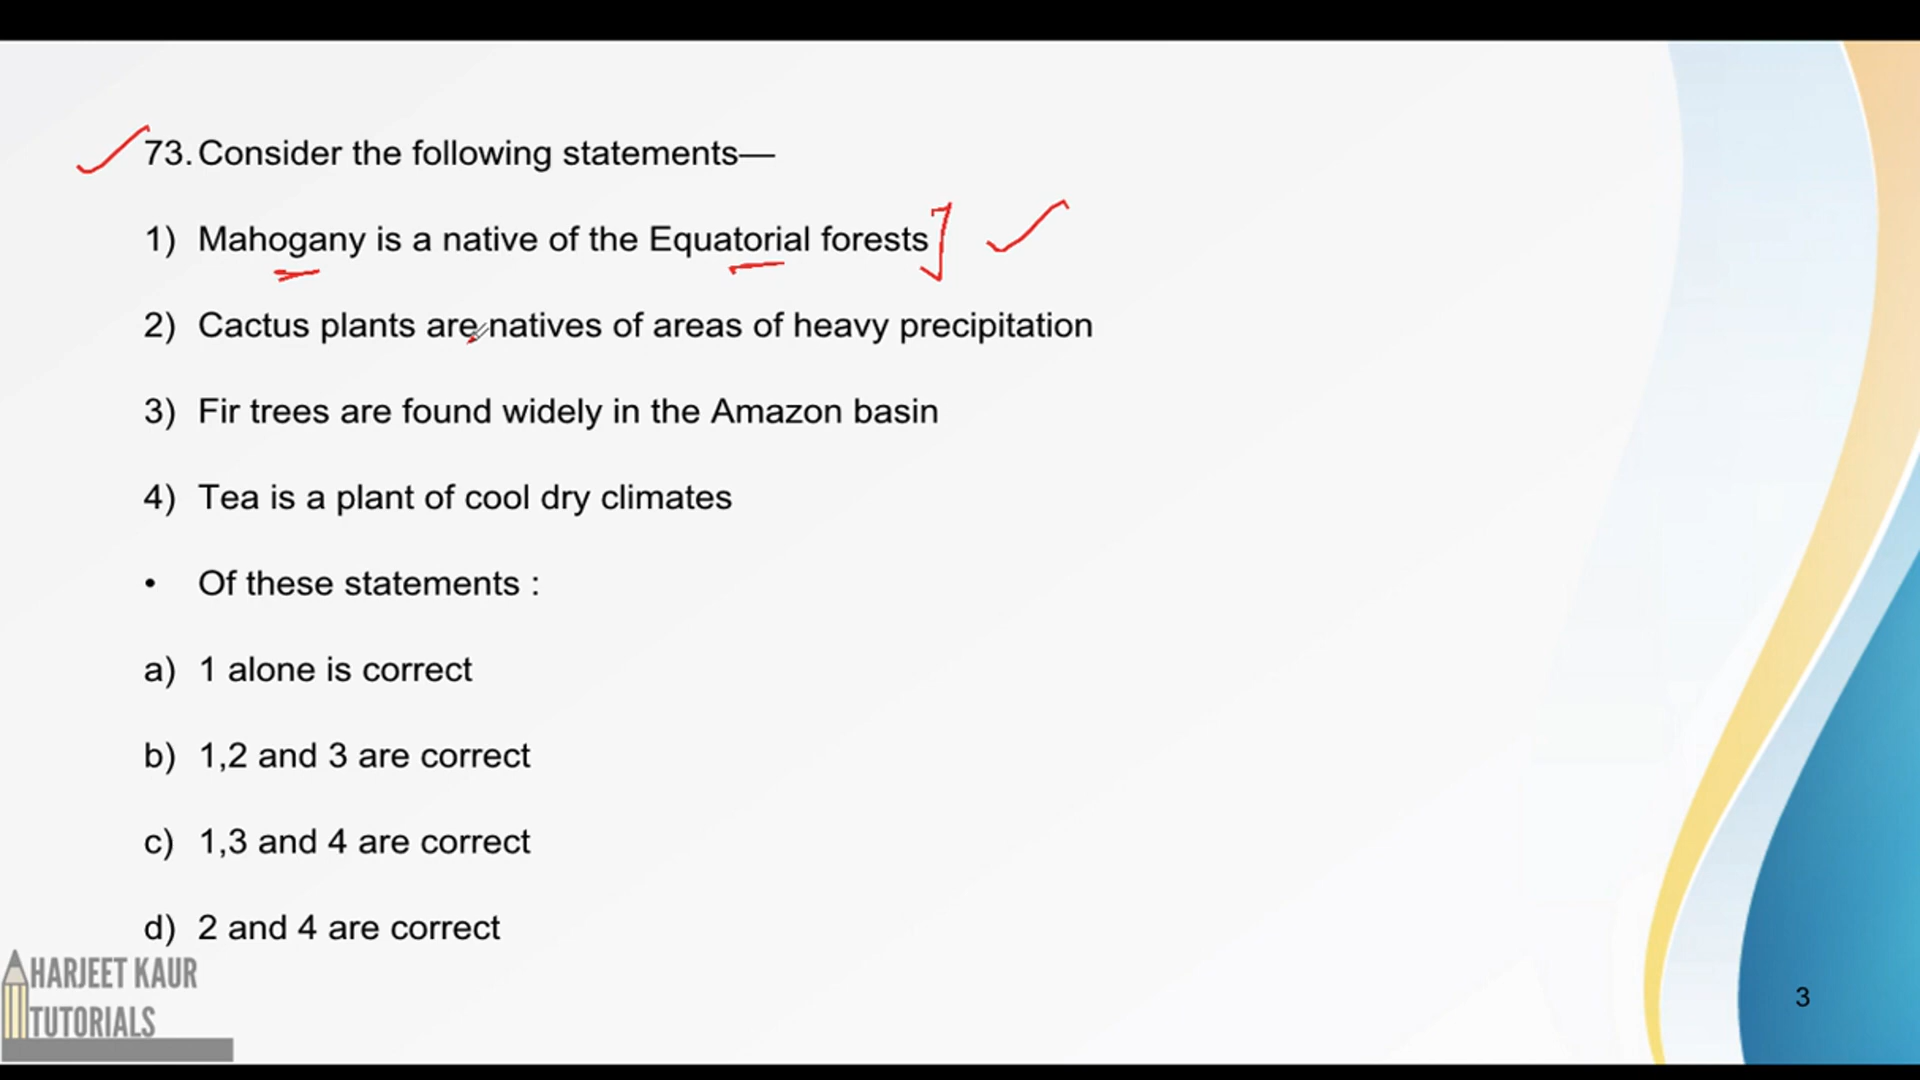 73. Consider the following statements—
1) Mahogany is a native of the Equatorial forests
2) Cactus plants are natives of areas of heavy precipitation
3) Fir trees are found widely in the Amazon basin
4) Tea is a plant of cool dry climates
• Of these statements :
a) 1 alone is correct
b) 1,2 and 3 are correct
c) 1,3 and 4 are correct
d) 2 and 4 are correct
HARJEET KAUR
TUTORIALS
3